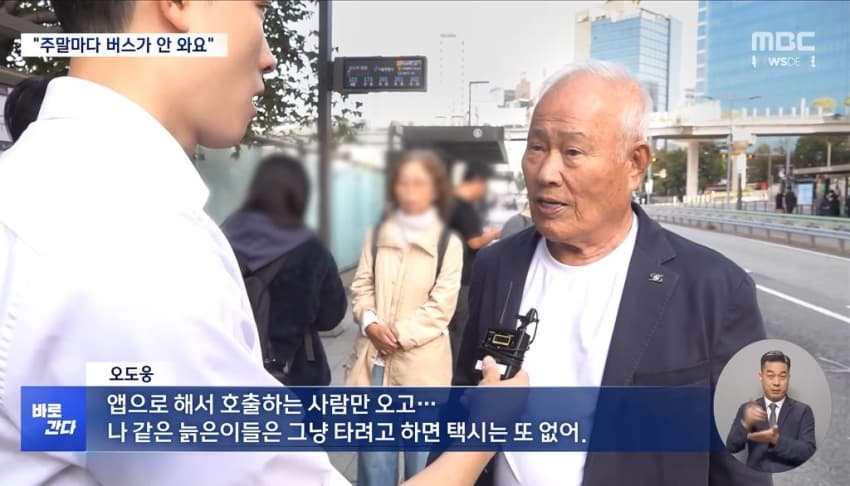 "주말마다 버스가 안 와요"
MBC
WSDE
오도웅
바로
간다
앱으로 해서 호출하는 사람만 오고…
나 같은 늙은이들은 그냥 타려고 하면 택시는 또 없어.